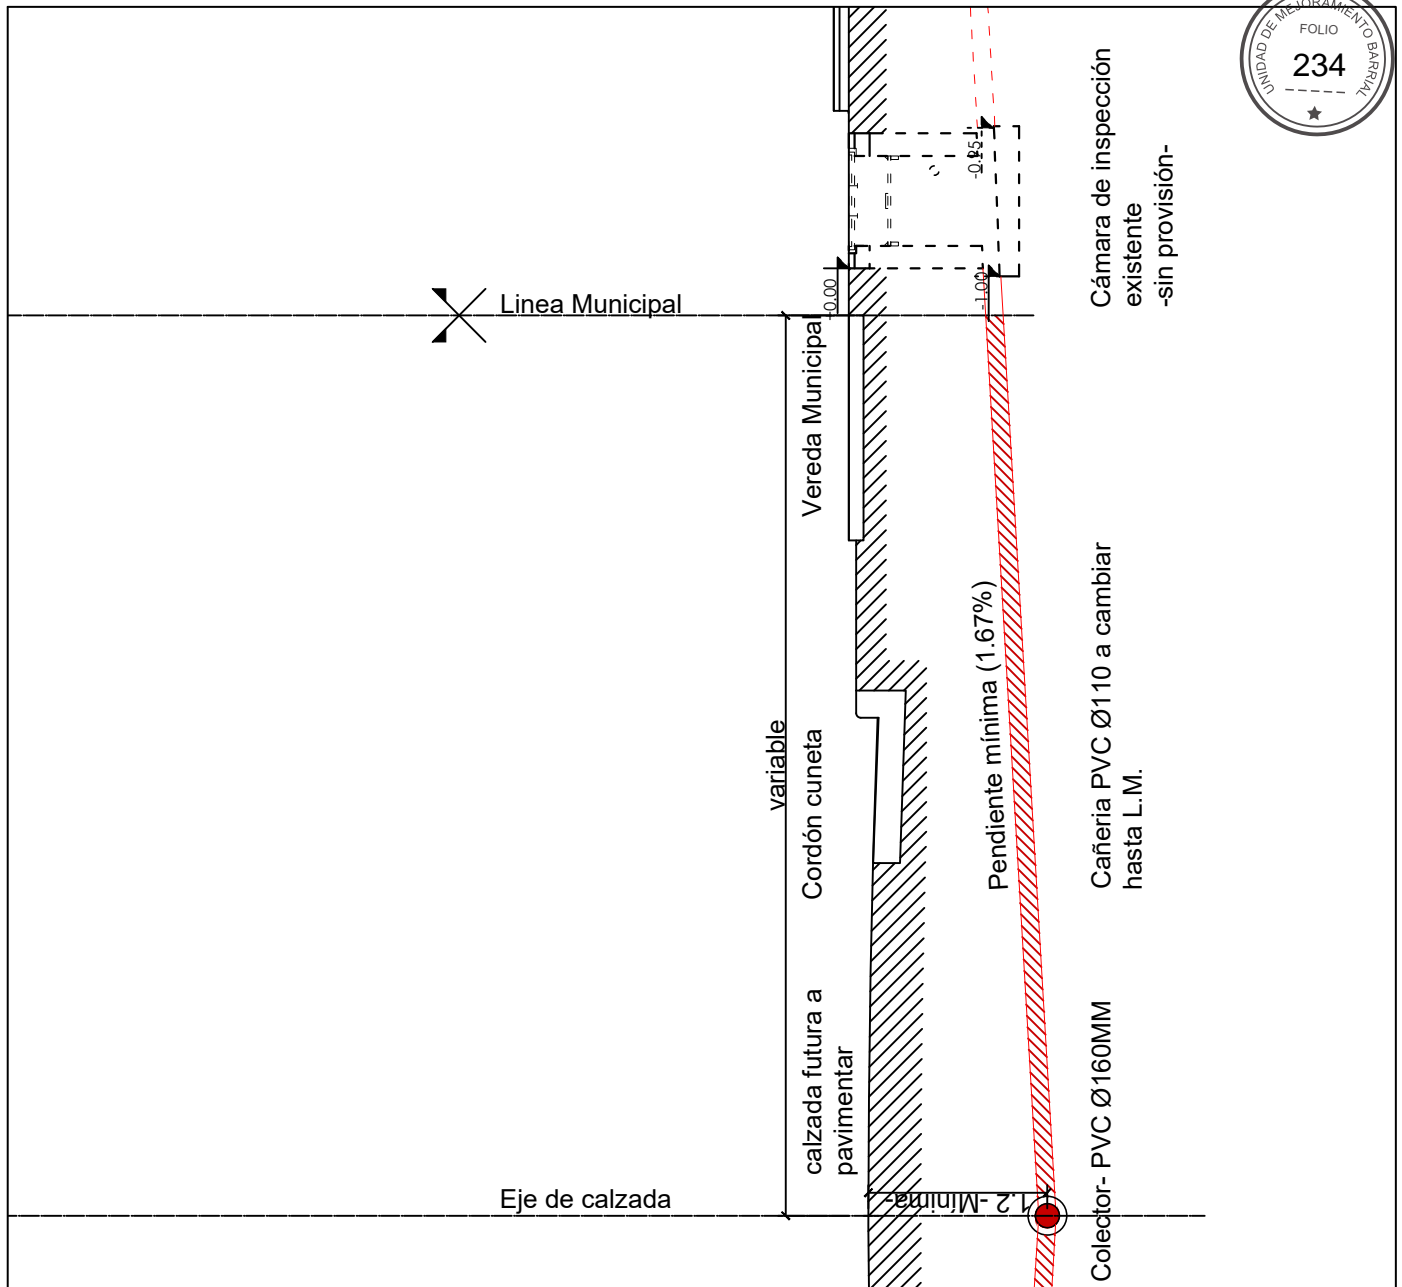 UNIDAD DE MEJORAMIENTO BARRIAL
FOLIO
234
Cámara de inspección
existente
-sin provisión-
-0.95
-1.00
±0.00
Linea Municipal
Vereda Municipal
Pendiente mínima (1.67%)
Cañeria PVC Ø110 a cambiar
hasta L.M.
variable
Cordón cuneta
calzada futura a
pavimentar
Colector- PVC Ø160MM
Eje de calzada
1.2 -Mínima-